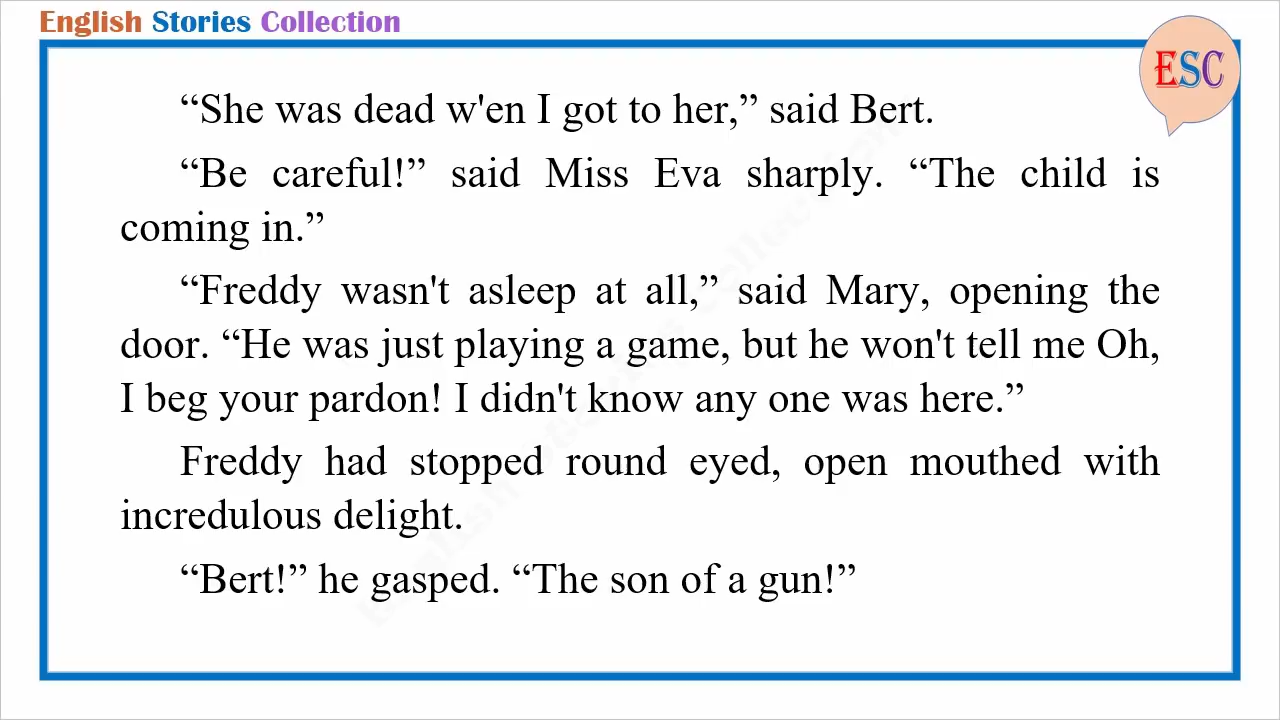 English Stories Collection
ESC
“She was dead w'en I got to her,” said Bert.
“Be careful!” said Miss Eva sharply. “The child is
coming in.”
“Freddy wasn't asleep at all,” said Mary, opening the
door. “He was just playing a game, but he won't tell me Oh,
I beg your pardon! I didn't know any one was here.”
Freddy had stopped round eyed, open mouthed with
incredulous delight.
“Bert!” he gasped. “The son of a gun!”